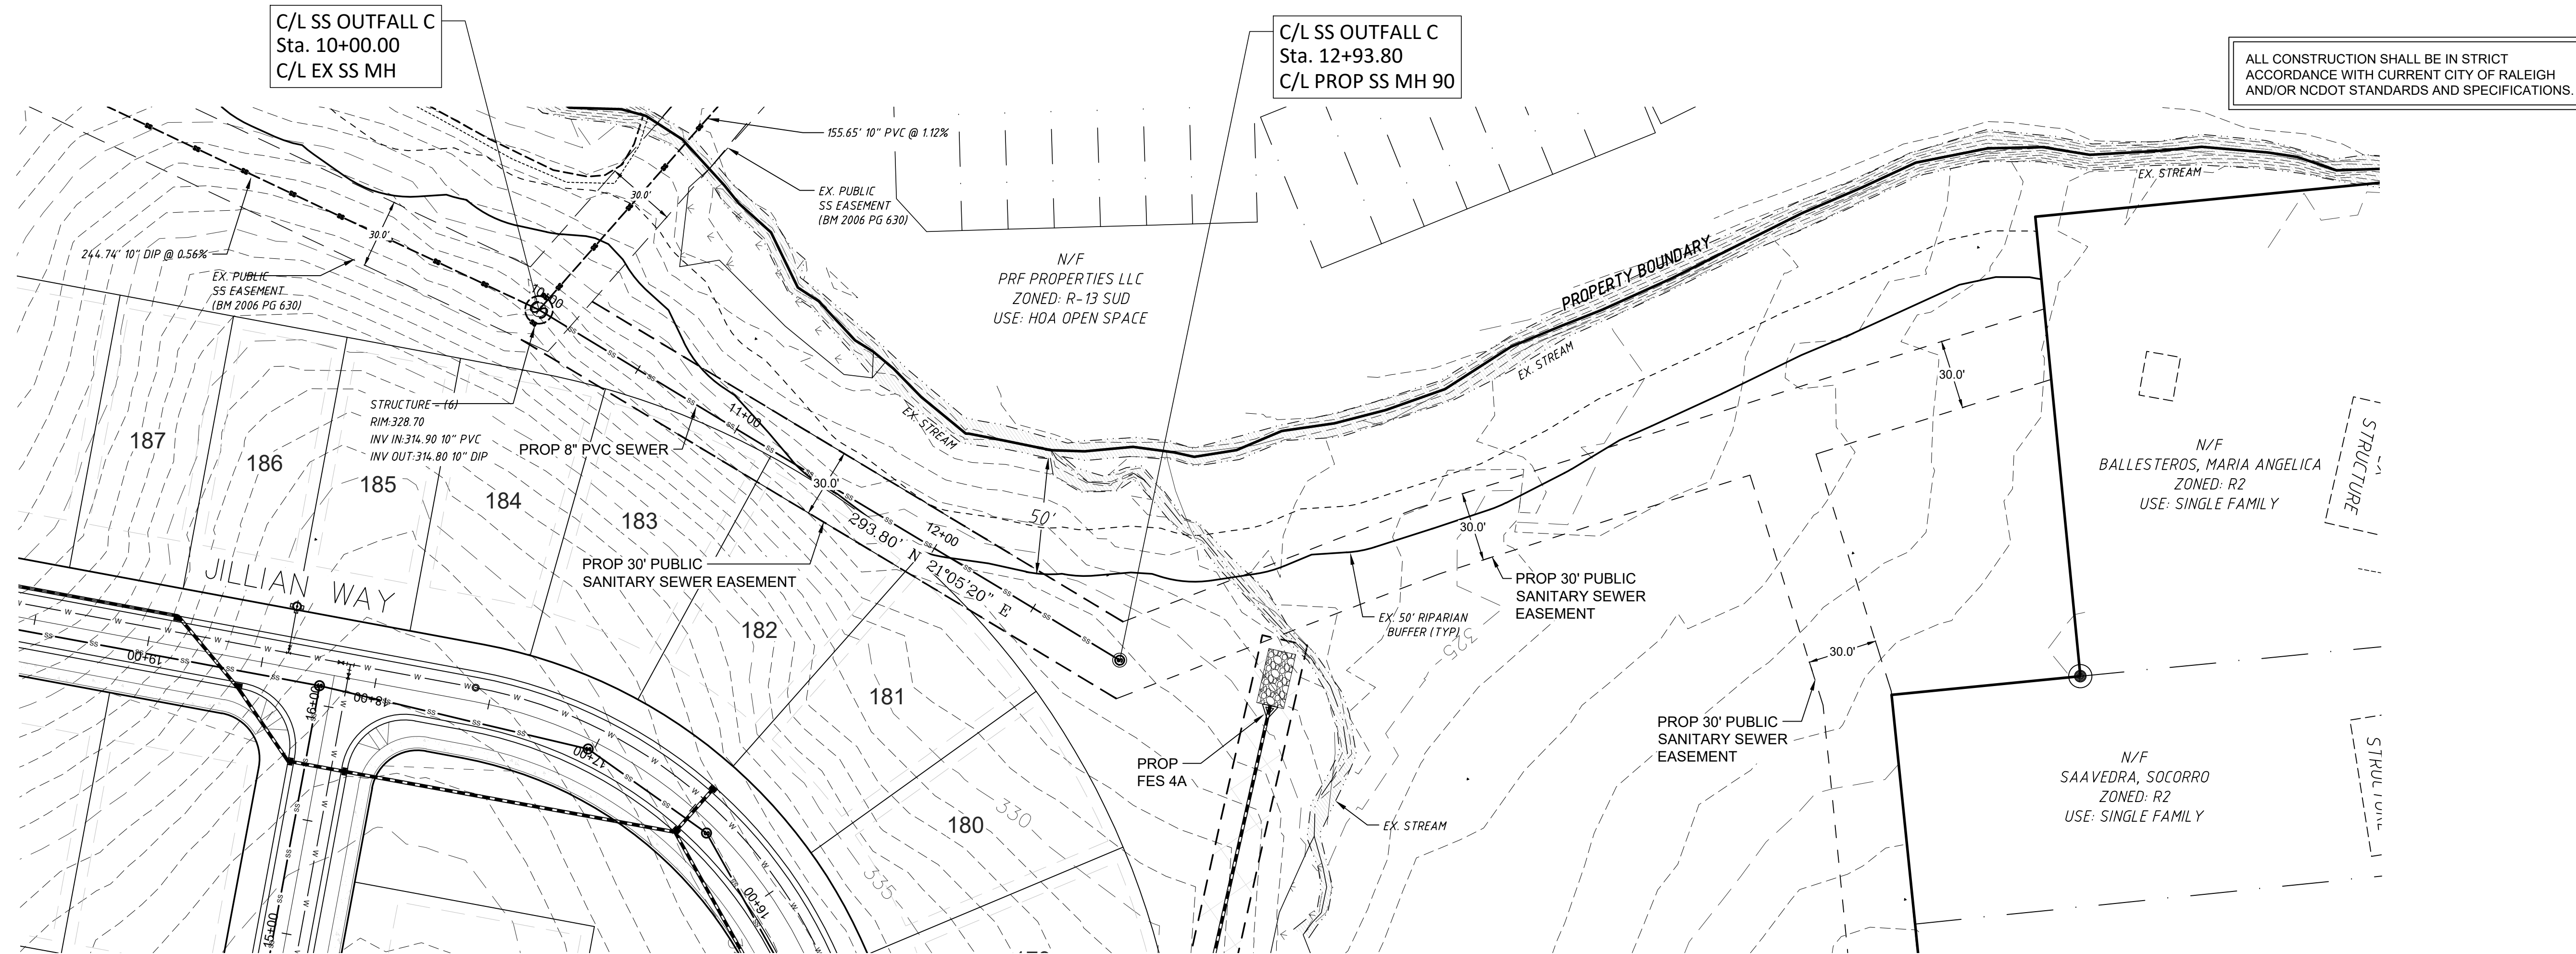 C/L SS OUTFALL C
Sta. 10+00.00
C/L EX SS MH
C/L SS OUTFALL C
Sta. 12+93.80
C/L PROP SS MH 90
ALL CONSTRUCTION SHALL BE IN STRICT
ACCORDANCE WITH CURRENT CITY OF RALEIGH
AND/OR NCDOT STANDARDS AND SPECIFICATIONS.
155.65' 10" PVC @ 1.12%
EX. PUBLIC
SS EASEMENT
(BM 2006 PG 630)
30.0'
30.0'
244.74' 10" DIP @ 0.56%
EX. PUBLIC
SS EASEMENT
(BM 2006 PG 630)
10+00
N/F
PRF PROPERTIES LLC
ZONED: R-13 SUD
USE: HOA OPEN SPACE
PROPERTY BOUNDARY
EX. STREAM
EX. STREAM
EX. STREAM
STRUCTURE - (6)
RIM:328.70
INV IN:314.90 10" PVC
INV OUT:314.80 10" DIP
PROP 8" PVC SEWER
11+00
30.0'
293.80' N 21°05'20" E
12+00
50'
PROP 30' PUBLIC
SANITARY SEWER EASEMENT
187
186
185
184
183
182
181
180
JILLIAN WAY
19+00
18+00
17+00
16+00
16+00
15+00
330
335
325
30.0'
30.0'
30.0'
PROP 30' PUBLIC
SANITARY SEWER
EASEMENT
EX. 50' RIPARIAN
BUFFER (TYP)
PROP 30' PUBLIC
SANITARY SEWER
EASEMENT
PROP
FES 4A
EX. STREAM
N/F
BALLESTEROS, MARIA ANGELICA
ZONED: R2
USE: SINGLE FAMILY
STRUCTURE
N/F
SAAVEDRA, SOCORRO
ZONED: R2
USE: SINGLE FAMILY